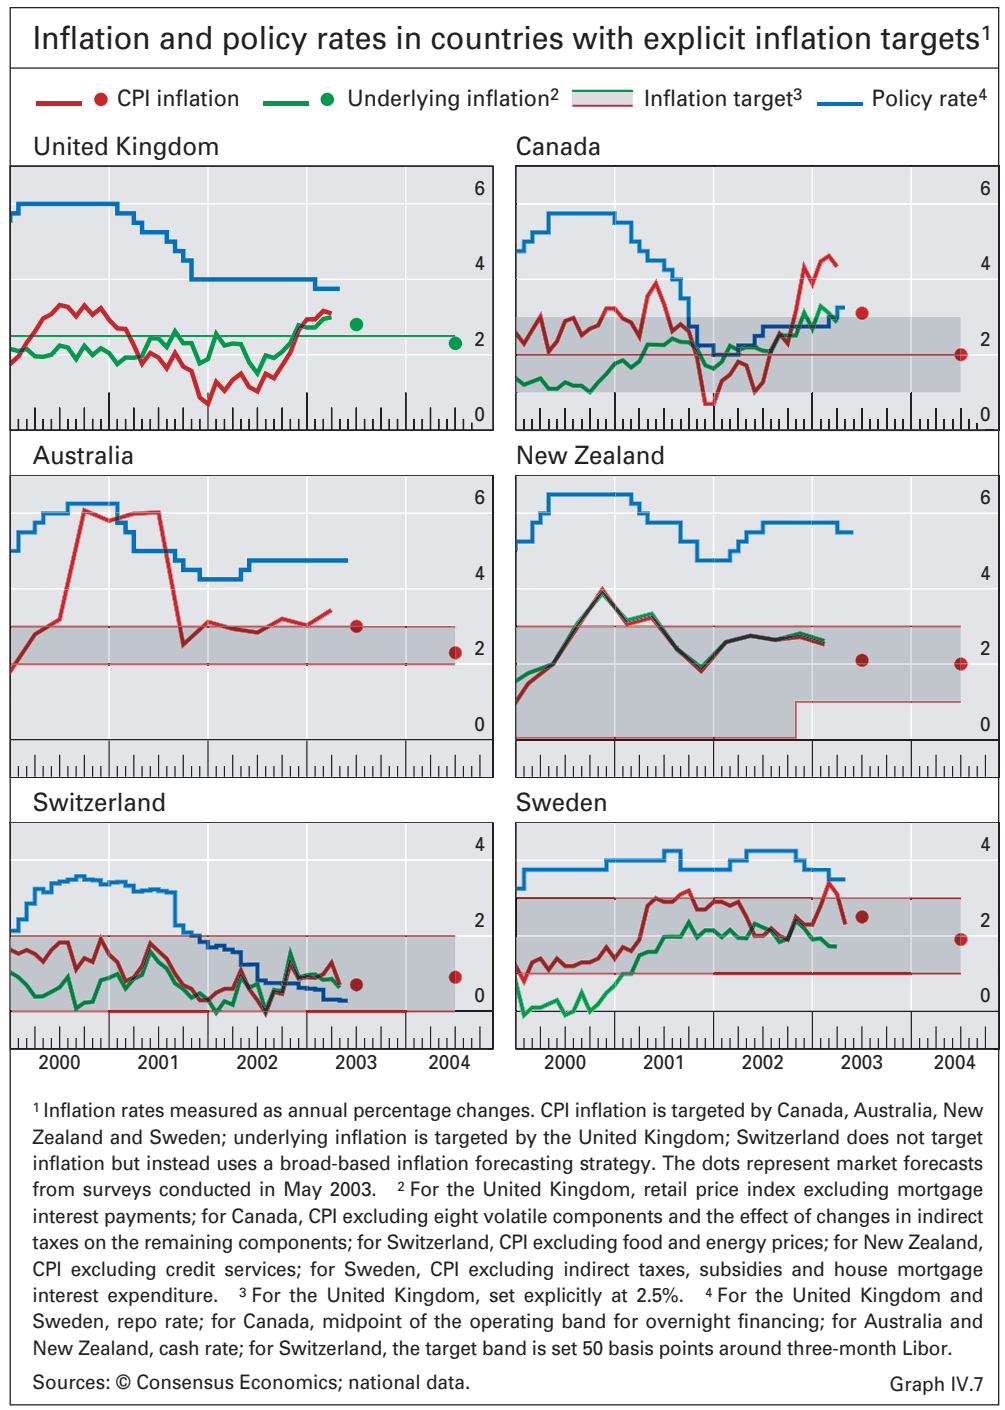 Inflation and policy rates in countries with explicit inflation targets¹
CPI inflation Underlying inflation² Inflation target³ Policy rate⁴
United Kingdom
6
4
2
0
Canada
6
4
2
0
Australia
6
4
2
0
New Zealand
6
4
2
0
Switzerland
4
2
0
2000 2001 2002 2003 2004
Sweden
4
2
0
2000 2001 2002 2003 2004
¹ Inflation rates measured as annual percentage changes. CPI inflation is targeted by Canada, Australia, New
Zealand and Sweden; underlying inflation is targeted by the United Kingdom; Switzerland does not target
inflation but instead uses a broad-based inflation forecasting strategy. The dots represent market forecasts
from surveys conducted in May 2003. ² For the United Kingdom, retail price index excluding mortgage
interest payments; for Canada, CPI excluding eight volatile components and the effect of changes in indirect
taxes on the remaining components; for Switzerland, CPI excluding food and energy prices; for New Zealand,
CPI excluding credit services; for Sweden, CPI excluding indirect taxes, subsidies and house mortgage
interest expenditure. ³ For the United Kingdom, set explicitly at 2.5%. ⁴ For the United Kingdom and
Sweden, repo rate; for Canada, midpoint of the operating band for overnight financing; for Australia and
New Zealand, cash rate; for Switzerland, the target band is set 50 basis points around three-month Libor.
Sources: © Consensus Economics; national data.
Graph IV.7